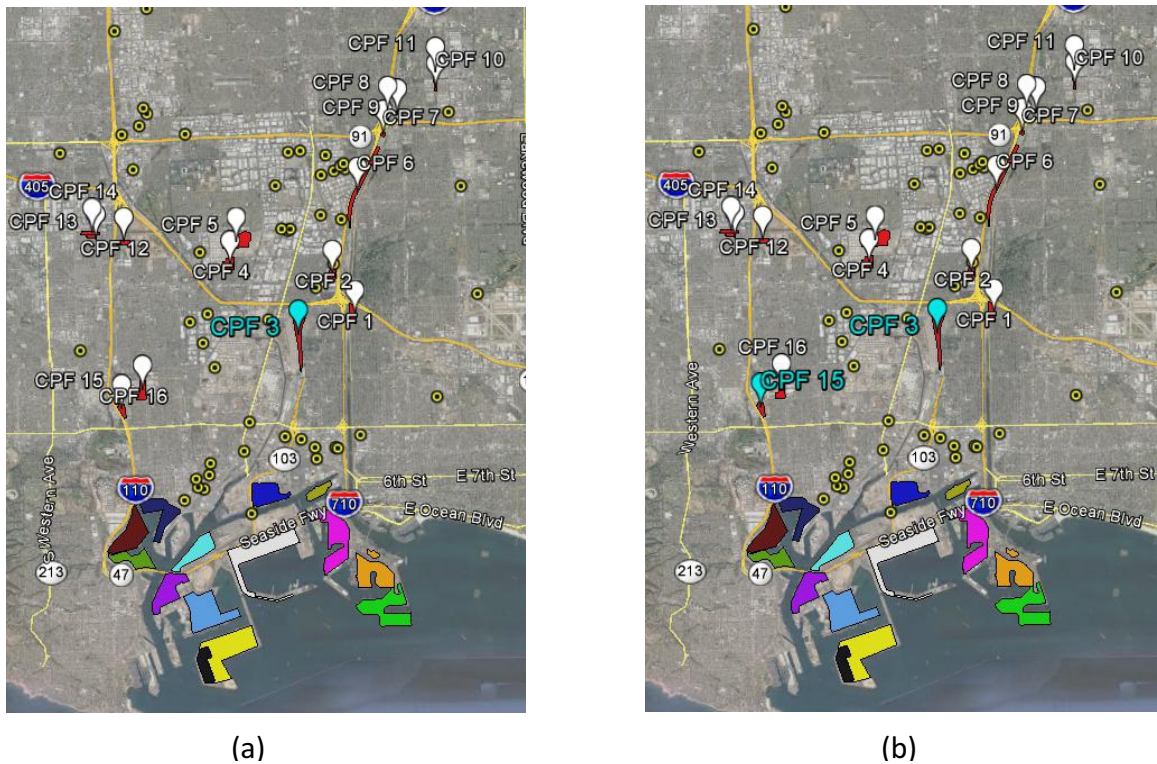 CPF 11
CPF 10
CPF 8
CPF 9
CPF 7
91
CPF 6
405
CPF 14
CPF 13
CPF 12
CPF 5
CPF 4
CPF 2
CPF 3
CPF 1
CPF 15
CPF 16
S Western Ave
103
6th St
E 7th St
110
710
E Ocean Blvd
Seaside Fwy
213
47
(a)
CPF 11
CPF 10
CPF 8
CPF 9
CPF 7
91
CPF 6
405
CPF 14
CPF 13
CPF 12
CPF 5
CPF 4
CPF 2
CPF 3
CPF 1
CPF 16
CPF 15
Western Ave
103
6th St
E 7th St
110
710
E Ocean Blvd
Seaside Fwy
213
47
(b)